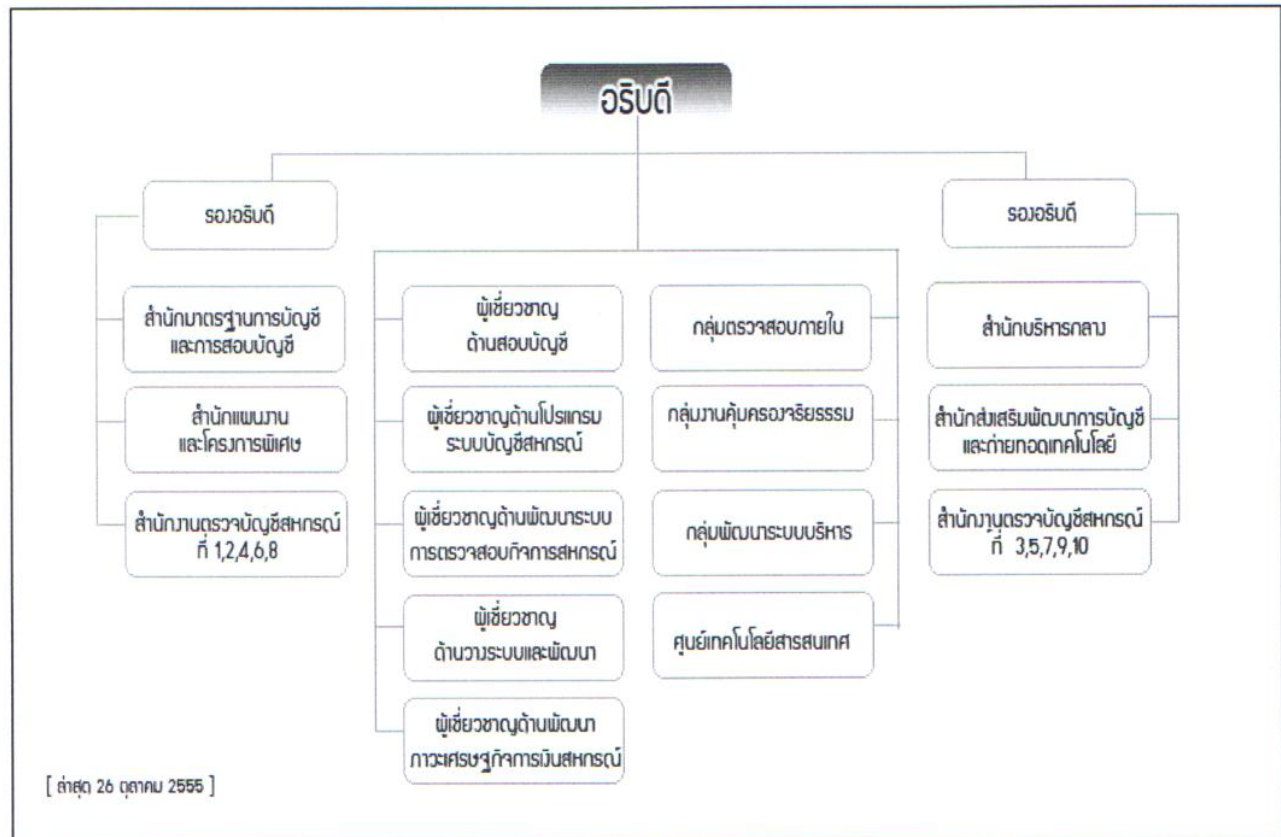 อธิบดี
รองอธิบดี
สำนักมาตรฐานการบัญชี
และการสอบบัญชี
สำนักแผนงาน
และโครงการพิเศษ
สำนักงานตรวจบัญชีสหกรณ์
ที่ 1,2,4,6,8
ผู้เชี่ยวชาญ
ด้านสอบบัญชี
ผู้เชี่ยวชาญด้านโปรแกรม
ระบบบัญชีสหกรณ์
ผู้เชี่ยวชาญด้านพัฒนาระบบ
การตรวจสอบกิจการสหกรณ์
ผู้เชี่ยวชาญ
ด้านวางระบบและพัฒนา
ผู้เชี่ยวชาญด้านพัฒนา
ภาวะเศรษฐกิจการเงินสหกรณ์
กลุ่มตรวจสอบภายใน
กลุ่มงานคุ้มครองจริยธรรม
กลุ่มพัฒนาระบบบริหาร
ศูนย์เทคโนโลยีสารสนเทศ
รองอธิบดี
สำนักบริหารกลาง
สำนักส่งเสริมพัฒนาการบัญชี
และถ่ายทอดเทคโนโลยี
สำนักงานตรวจบัญชีสหกรณ์
ที่ 3,5,7,9,10
[ ล่าสุด 26 ตุลาคม 2555 ]